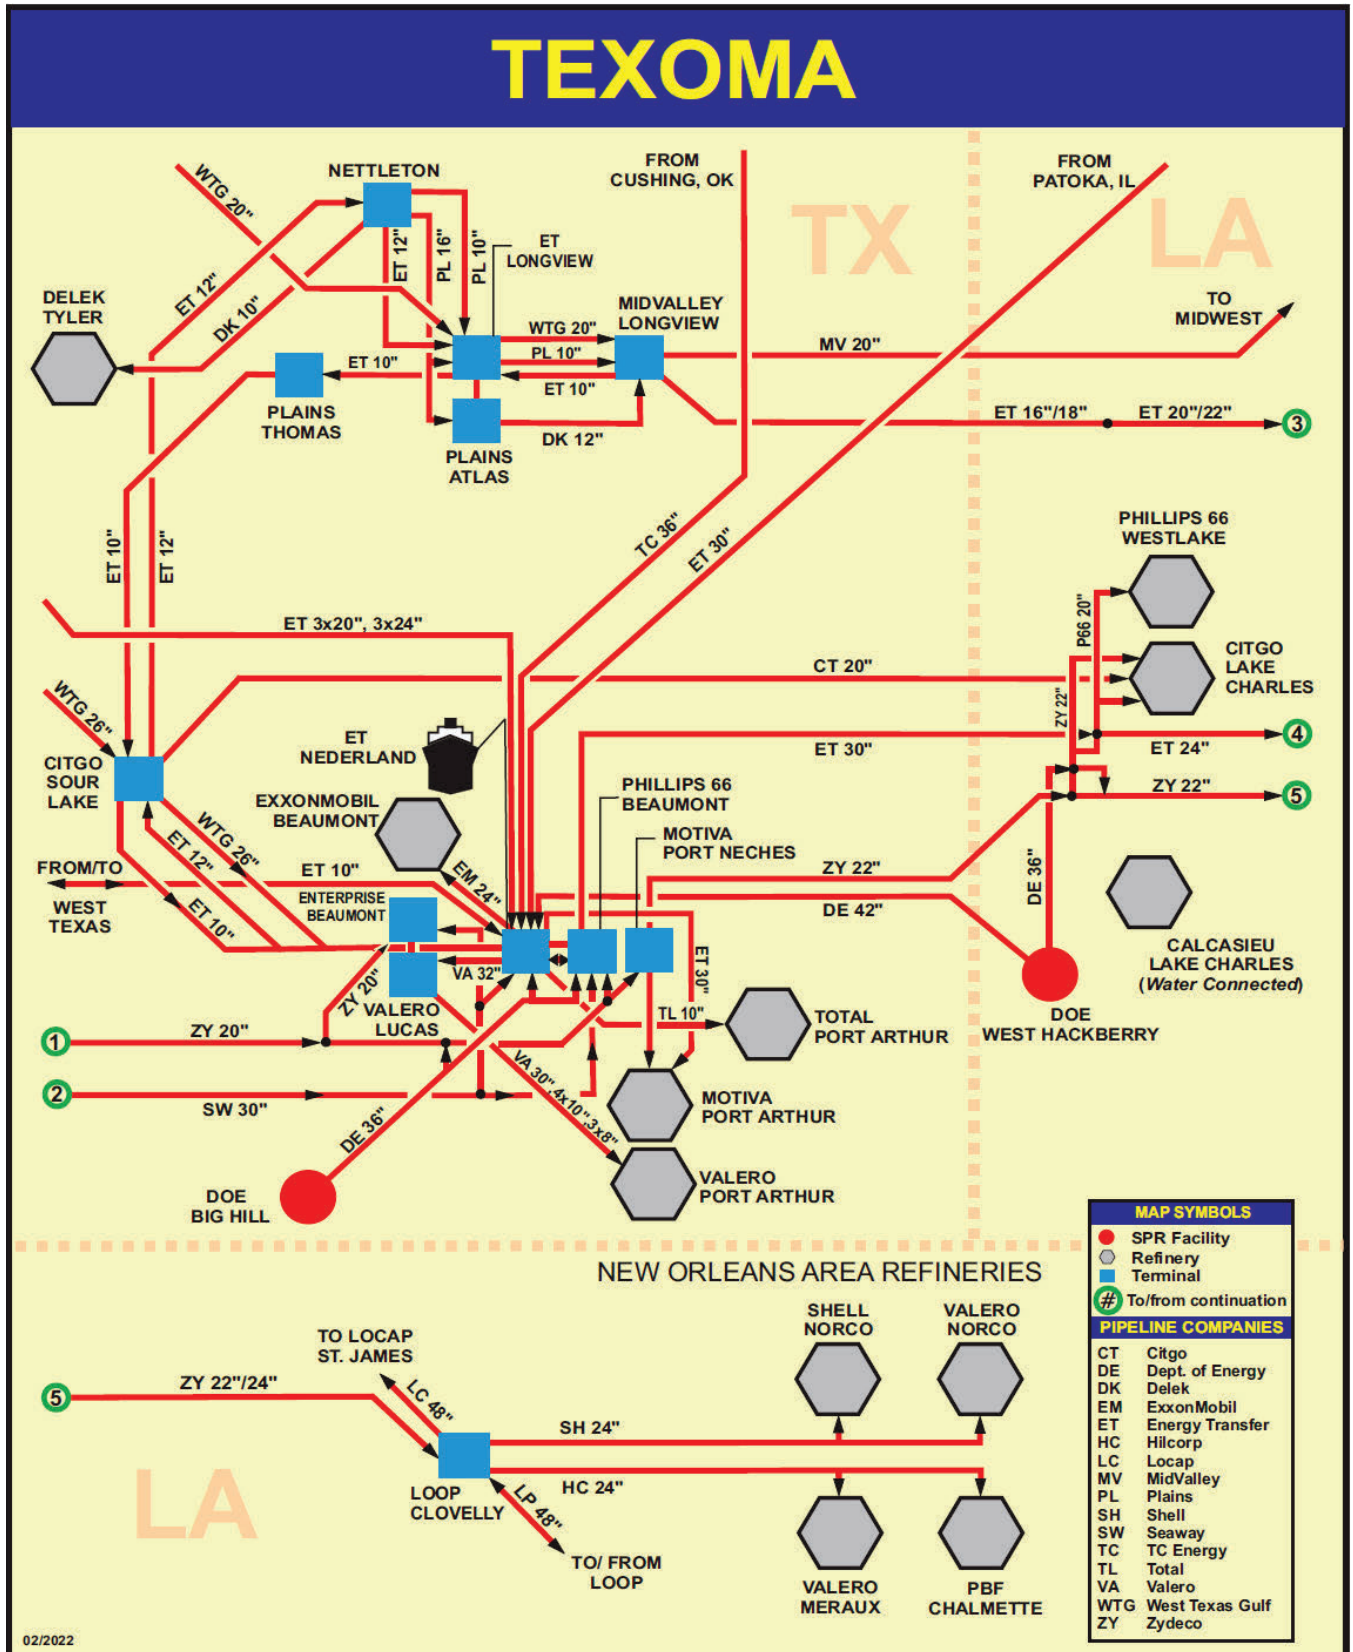 TEXOMA
TX
LA
FROM
CUSHING, OK
FROM
PATOKA, IL
NETTLETON
WTG 20"
ET 12"
DK 10"
ET 12"
PL 16"
PL 10"
ET
LONGVIEW
DELEK
TYLER
MIDVALLEY
LONGVIEW
TO
MIDWEST
WTG 20"
PL 10"
ET 10"
ET 10"
MV 20"
PLAINS
THOMAS
DK 12"
PLAINS
ATLAS
ET 16"/18"
ET 20"/22"
3
TC 36"
ET 30"
ET 10"
ET 12"
PHILLIPS 66
WESTLAKE
P66 20"
ET 3x20", 3x24"
CT 20"
CITGO
LAKE
CHARLES
ZY 22"
WTG 26"
CITGO
SOUR
LAKE
ET
NEDERLAND
ET 30"
ET 24"
4
EXXONMOBIL
BEAUMONT
PHILLIPS 66
BEAUMONT
ZY 22"
5
MOTIVA
PORT NECHES
WTG 26"
ET 12"
ET 10"
FROM/TO
WEST
TEXAS
ET 10"
EM 24"
ENTERPRISE
BEAUMONT
ZY 22"
DE 42"
DE 36"
CALCASIEU
LAKE CHARLES
(Water Connected)
VA 32"
ET 30"
ZY 20"
VALERO
LUCAS
TL 10"
TOTAL
PORT ARTHUR
DOE
WEST HACKBERRY
1
ZY 20"
2
SW 30"
VA 30",4x10",3x8"
MOTIVA
PORT ARTHUR
DE 36"
VALERO
PORT ARTHUR
DOE
BIG HILL
MAP SYMBOLS
SPR Facility
Refinery
Terminal
# To/from continuation
PIPELINE COMPANIES
CT Citgo
DE Dept. of Energy
DK Delek
EM ExxonMobil
ET Energy Transfer
HC Hilcorp
LC Locap
MV MidValley
PL Plains
SH Shell
SW Seaway
TC TC Energy
TL Total
VA Valero
WTG West Texas Gulf
ZY Zydeco
NEW ORLEANS AREA REFINERIES
SHELL
NORCO
VALERO
NORCO
TO LOCAP
ST. JAMES
5
ZY 22"/24"
LC 48"
SH 24"
HC 24"
LOOP
CLOVELLY
LP 48"
TO/ FROM
LOOP
LA
VALERO
MERAUX
PBF
CHALMETTE
02/2022